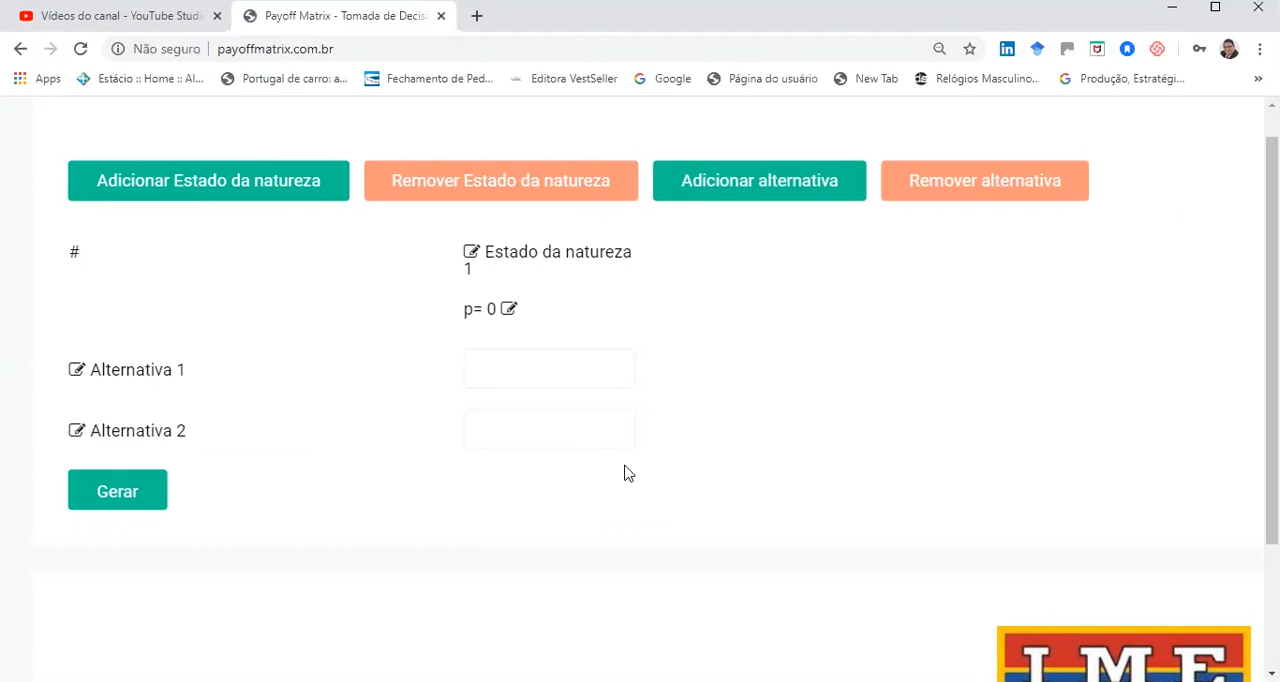 Vídeos do canal - YouTube Studi
Payoff Matrix - Tomada de Decisã
Não seguro | payoffmatrix.com.br
Apps
Estácio :: Home :: Al...
Portugal de carro: a...
Fechamento de Ped...
Editora VestSeller
Google
Página do usuário
New Tab
Relógios Masculino...
Produção, Estratégi...
»
Adicionar Estado da natureza
Remover Estado da natureza
Adicionar alternativa
Remover alternativa
#
Estado da natureza
1
p= 0
Alternativa 1
Alternativa 2
Gerar
IME